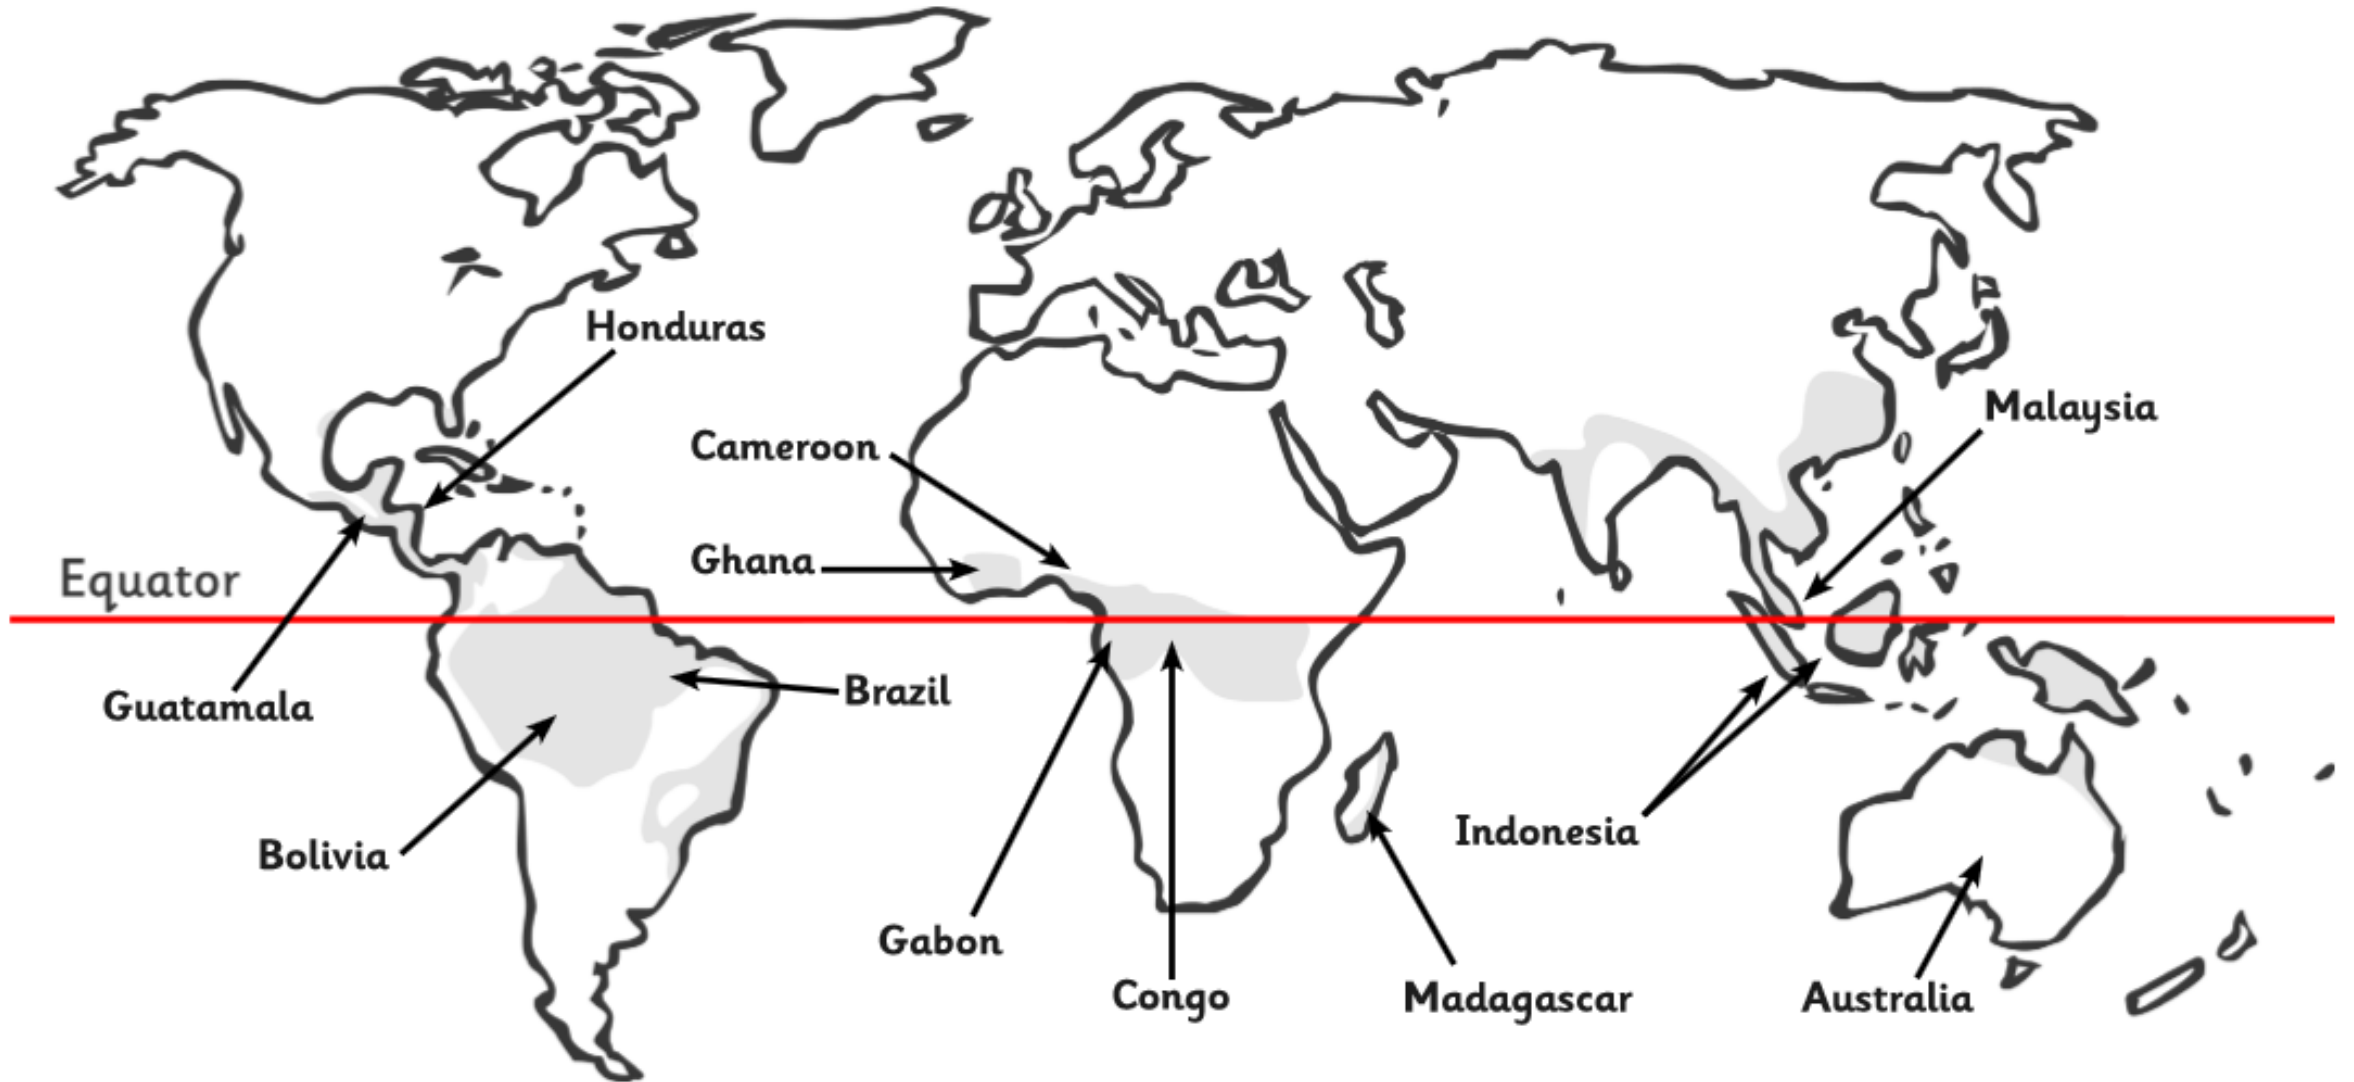 Honduras
Malaysia
Cameroon
Ghana
Equator
Brazil
Guatamala
Indonesia
Bolivia
Gabon
Congo
Madagascar
Australia